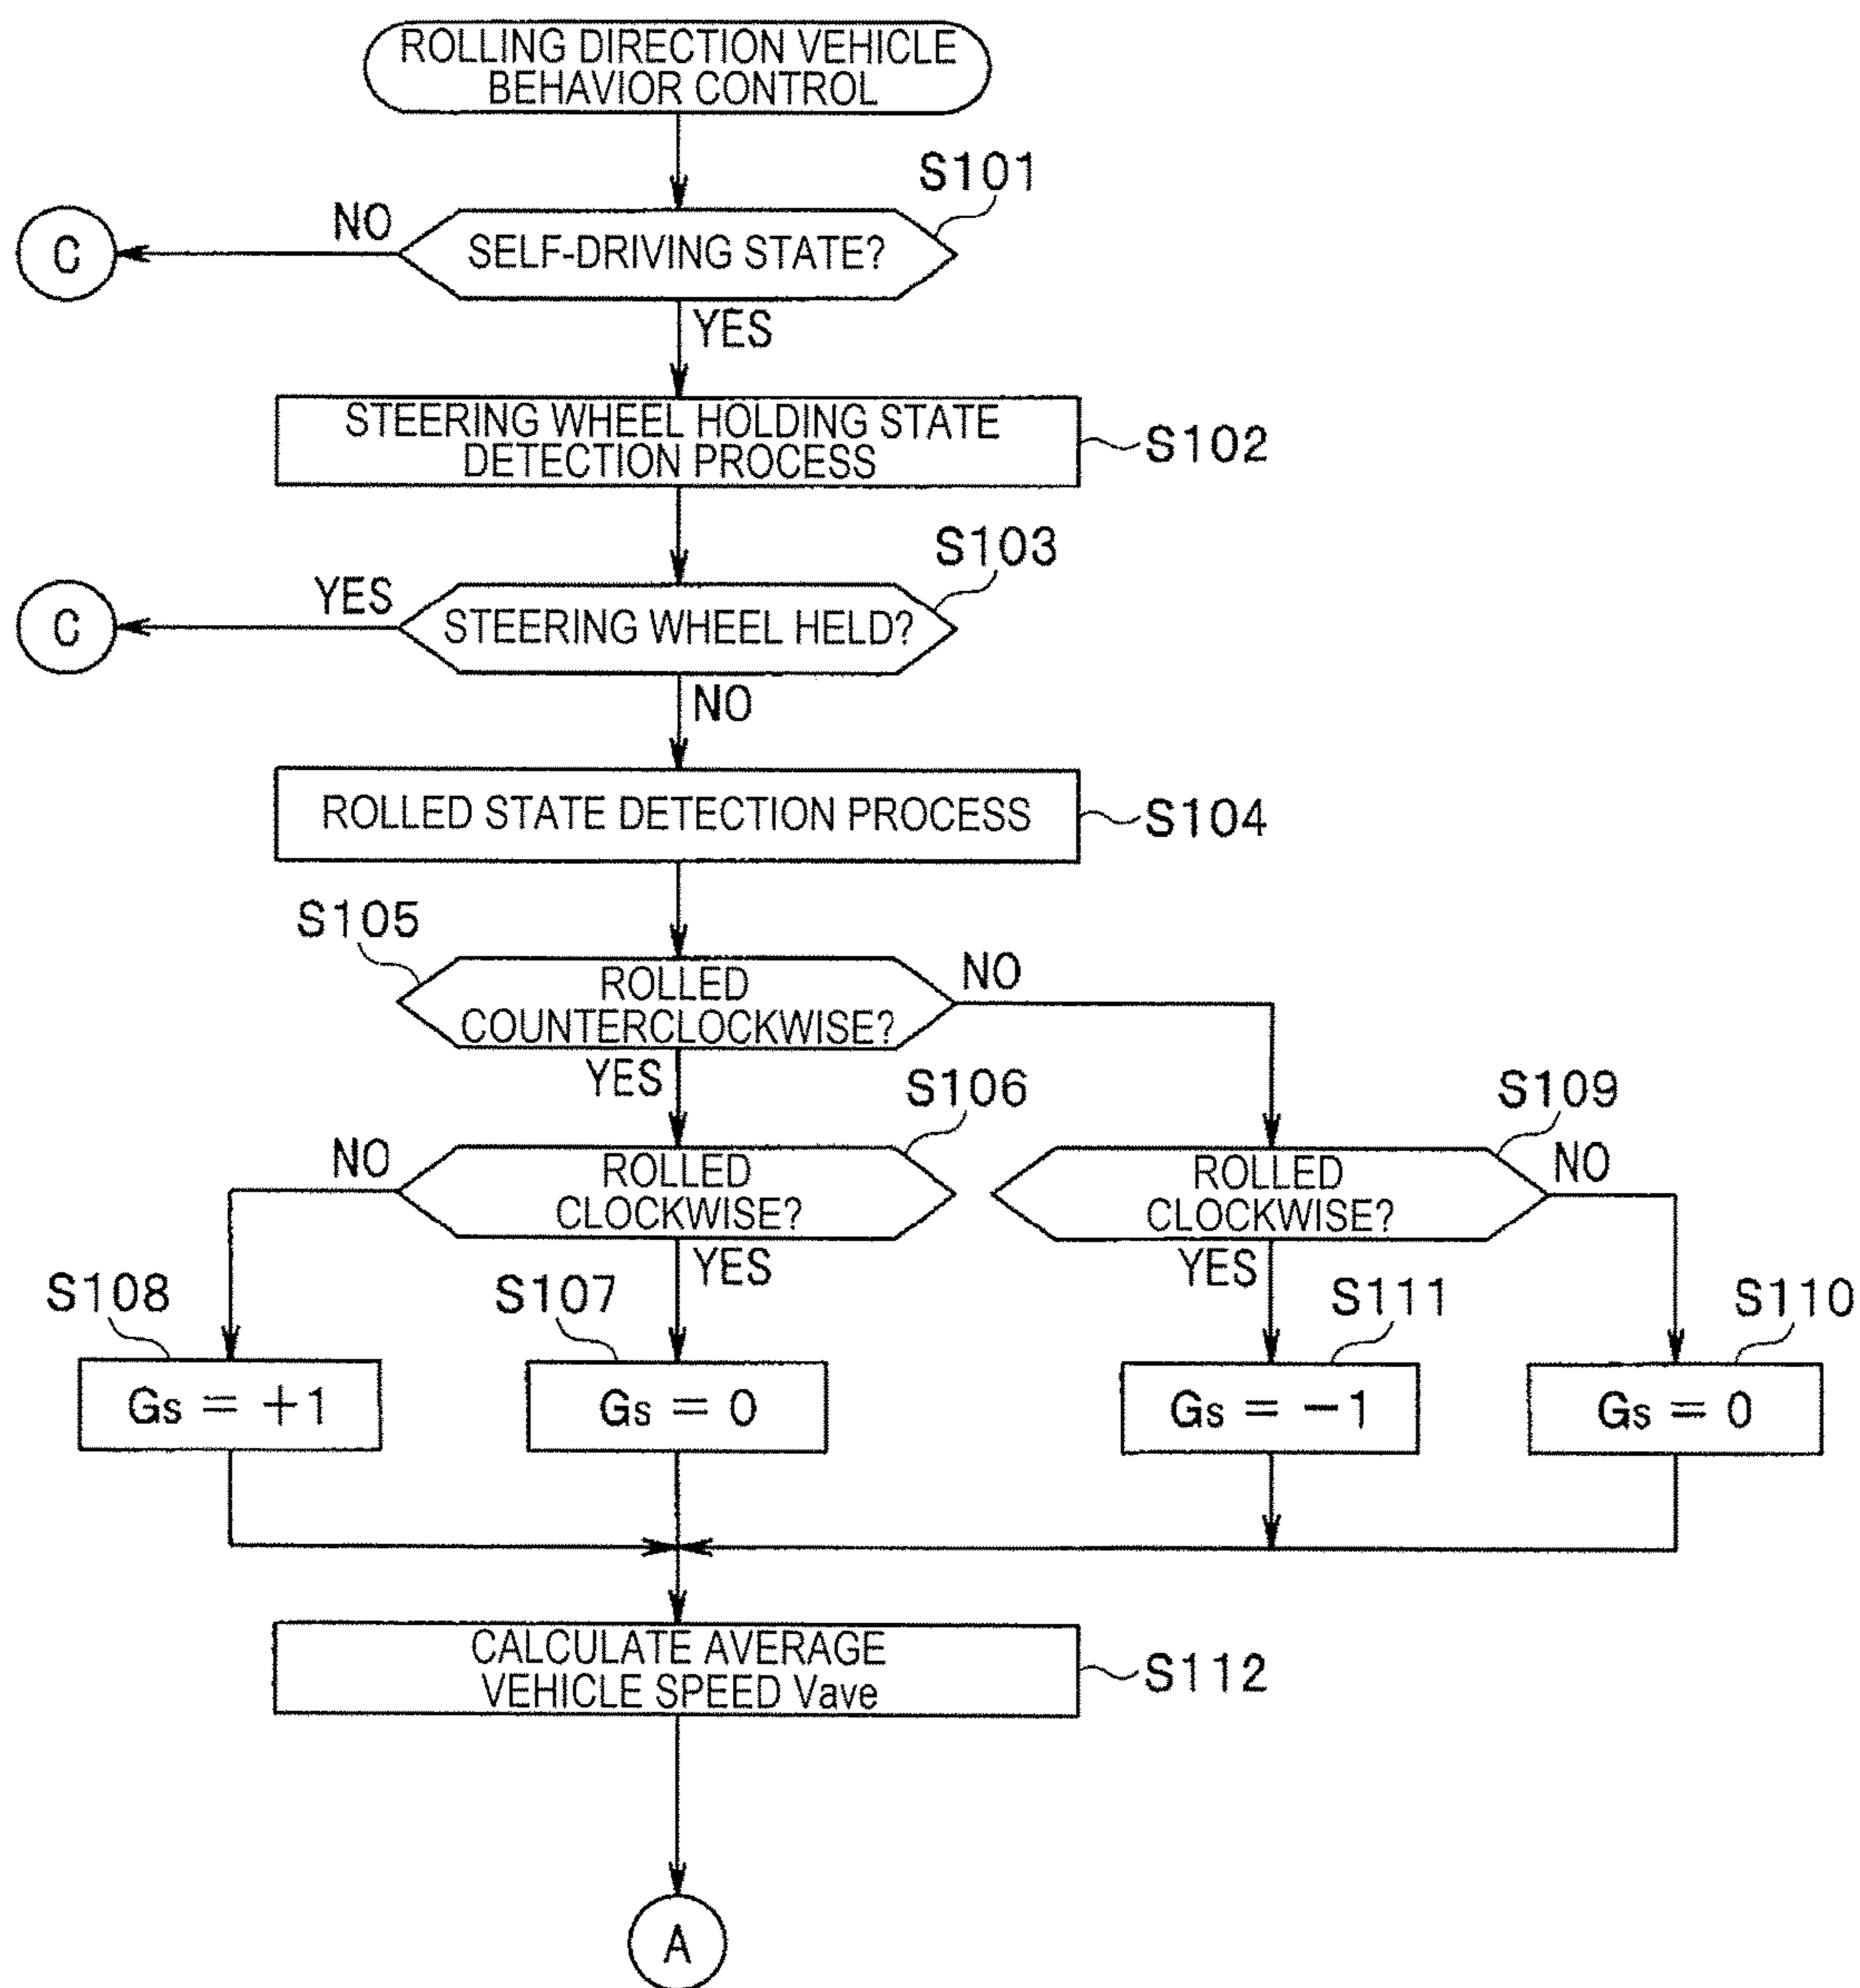 ROLLING DIRECTION VEHICLE
BEHAVIOR CONTROL
S101
NO
C
SELF-DRIVING STATE?
YES
STEERING WHEEL HOLDING STATE
DETECTION PROCESS
S102
S103
YES
C
STEERING WHEEL HELD?
NO
ROLLED STATE DETECTION PROCESS
S104
S105
NO
ROLLED
COUNTERCLOCKWISE?
YES
S106
S109
NO
ROLLED
CLOCKWISE?
YES
ROLLED
CLOCKWISE?
NO
YES
S108
S107
S111
S110
Gs = +1
Gs = 0
Gs = -1
Gs = 0
CALCULATE AVERAGE
VEHICLE SPEED Vave
S112
A